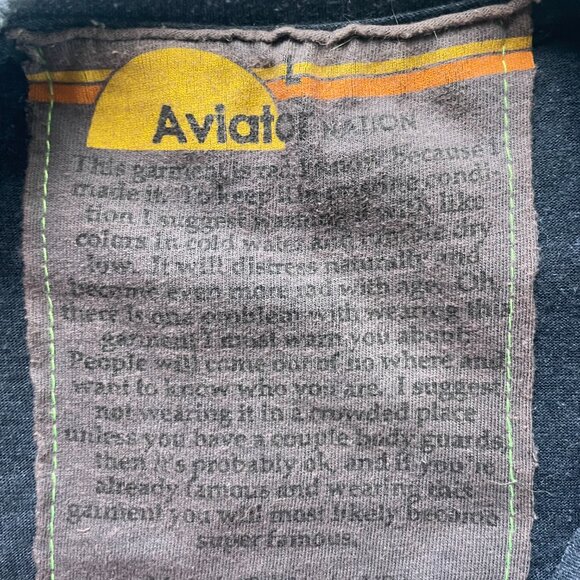 L
Aviator NATION
This garment is rad I know because I
made it. To keep it in amazing condi-
tion I suggest washing it with like
colors in cold water and tumble dry
low. It will distress naturally and
become even more rad with age. Oh
there is one problem with wearing this
garment I must warn you about:
People will come out of no where and
want to know who you are. I suggest
not wearing it in a crowded place
unless you have a couple body guards,
then it's probably ok, and if you're
already famous and wearing this
garment you will most likely become
super famous.